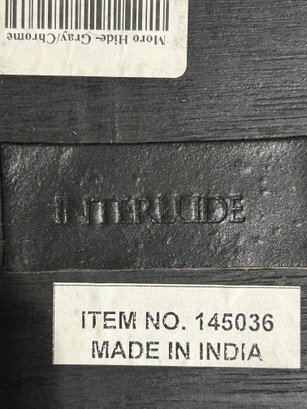 Moro Hide- Gray/Chrome
INTERLUDE
ITEM NO. 145036
MADE IN INDIA